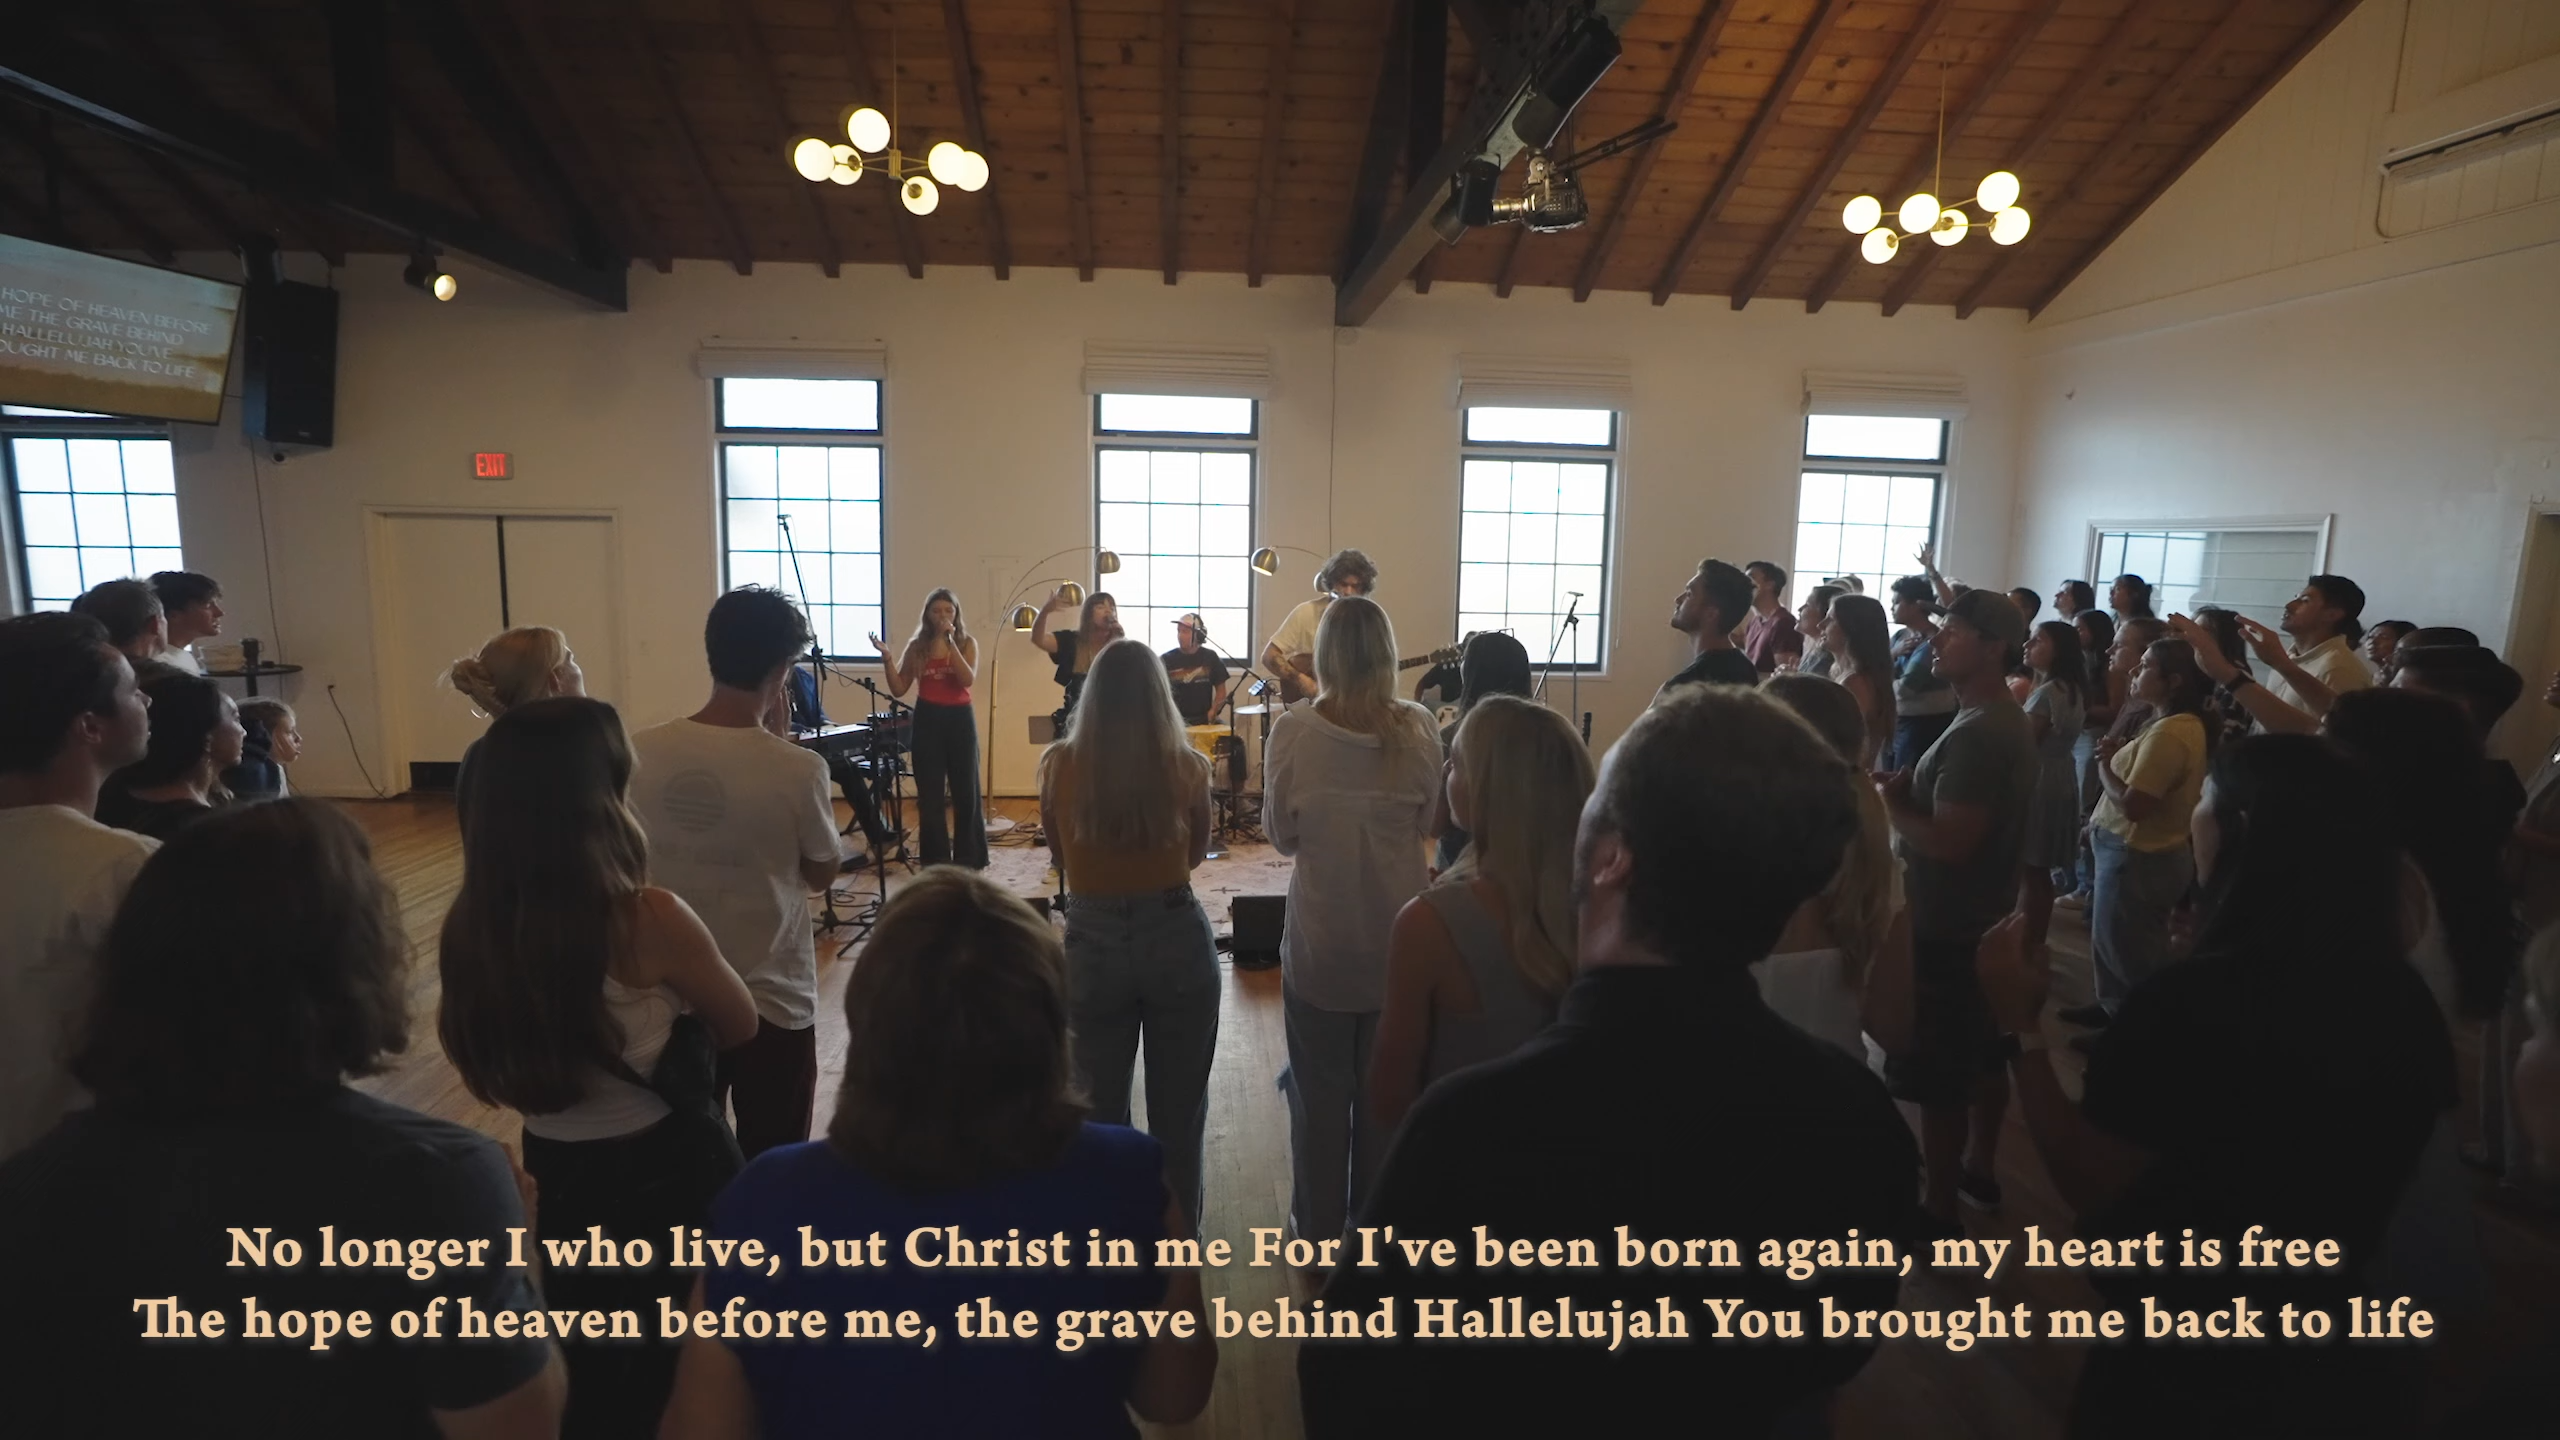 HOPE OF HEAVEN BEFORE
ME THE GRAVE BEHIND
HALLELUJAH YOU'VE
BACK TO LIFE
EXIT
No longer I who live, but Christ in me For I've been born again, my heart is free
The hope of heaven before me, the grave behind Hallelujah You brought me back to life